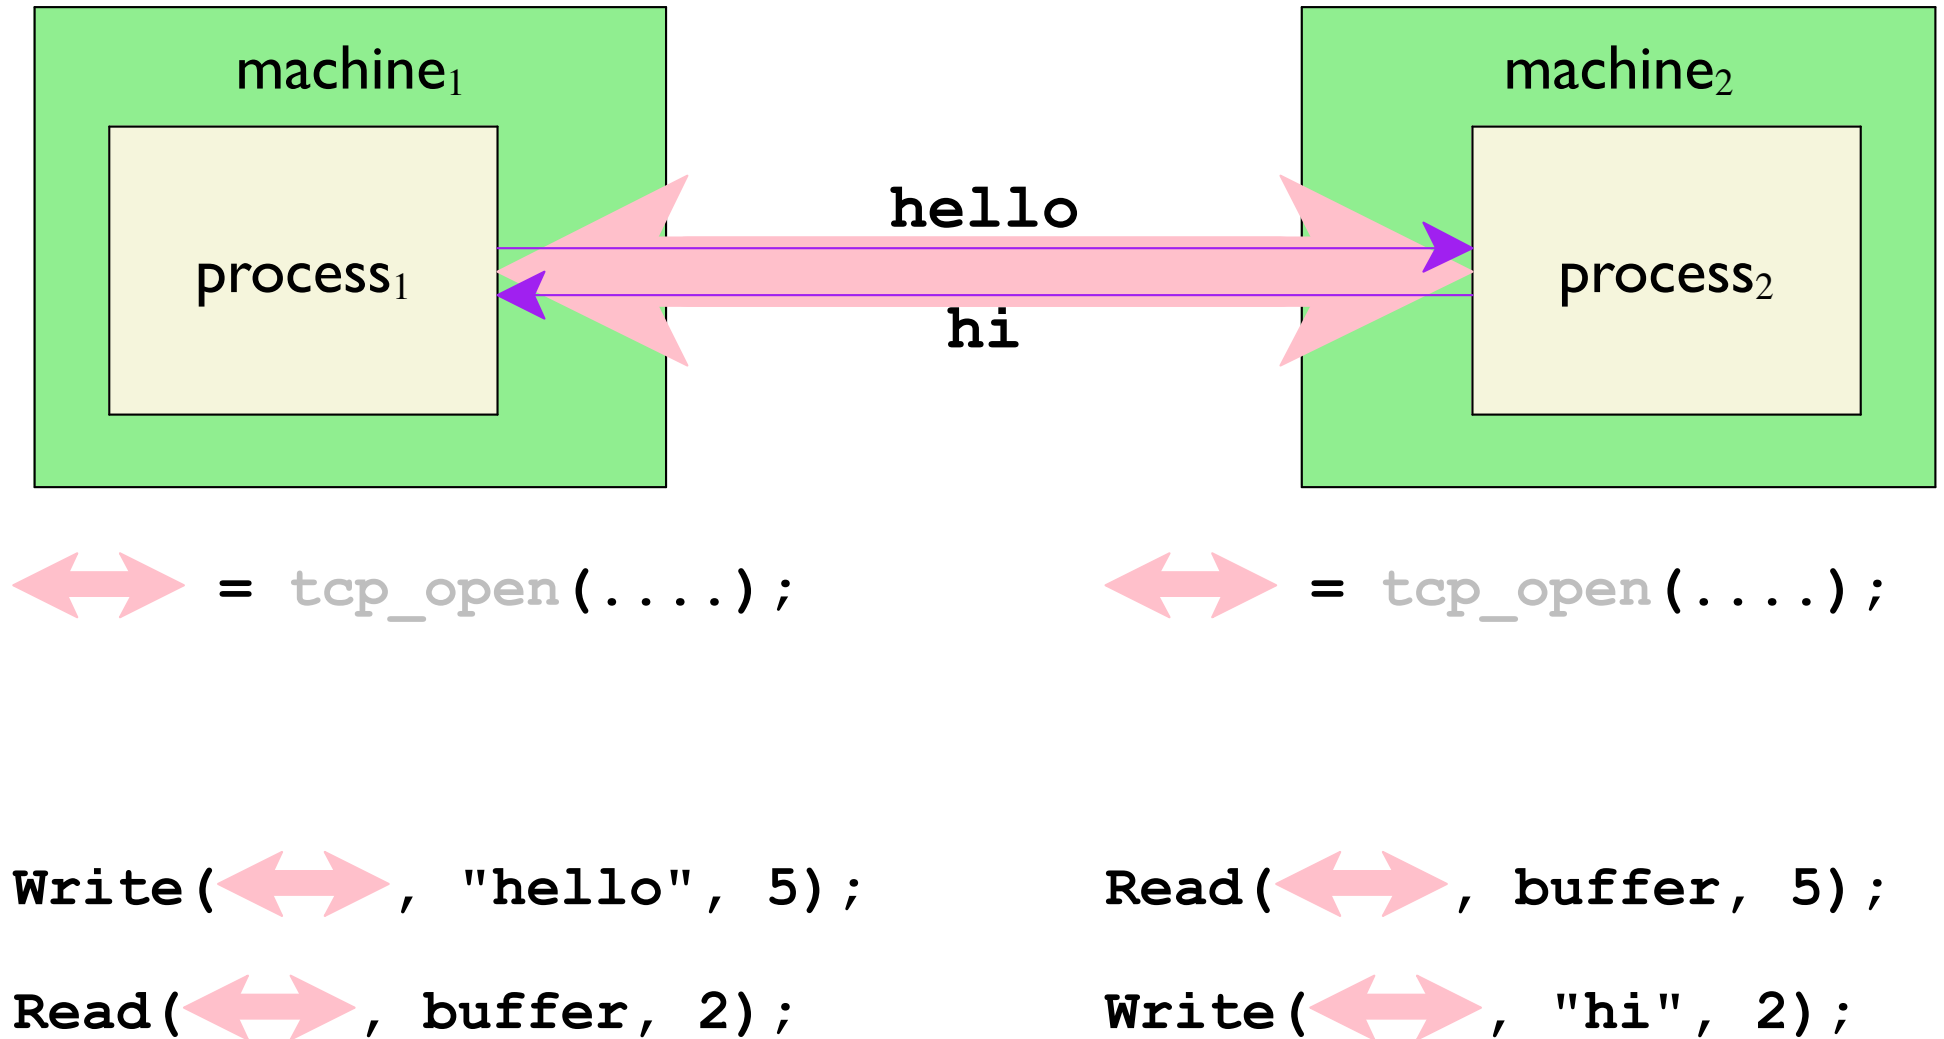 machine₁
machine₂
hello
process₁
process₂
hi
= tcp_open(....);
= tcp_open(....);
Write( , "hello", 5);
Read( , buffer, 5);
Read( , buffer, 2);
Write( , "hi", 2);